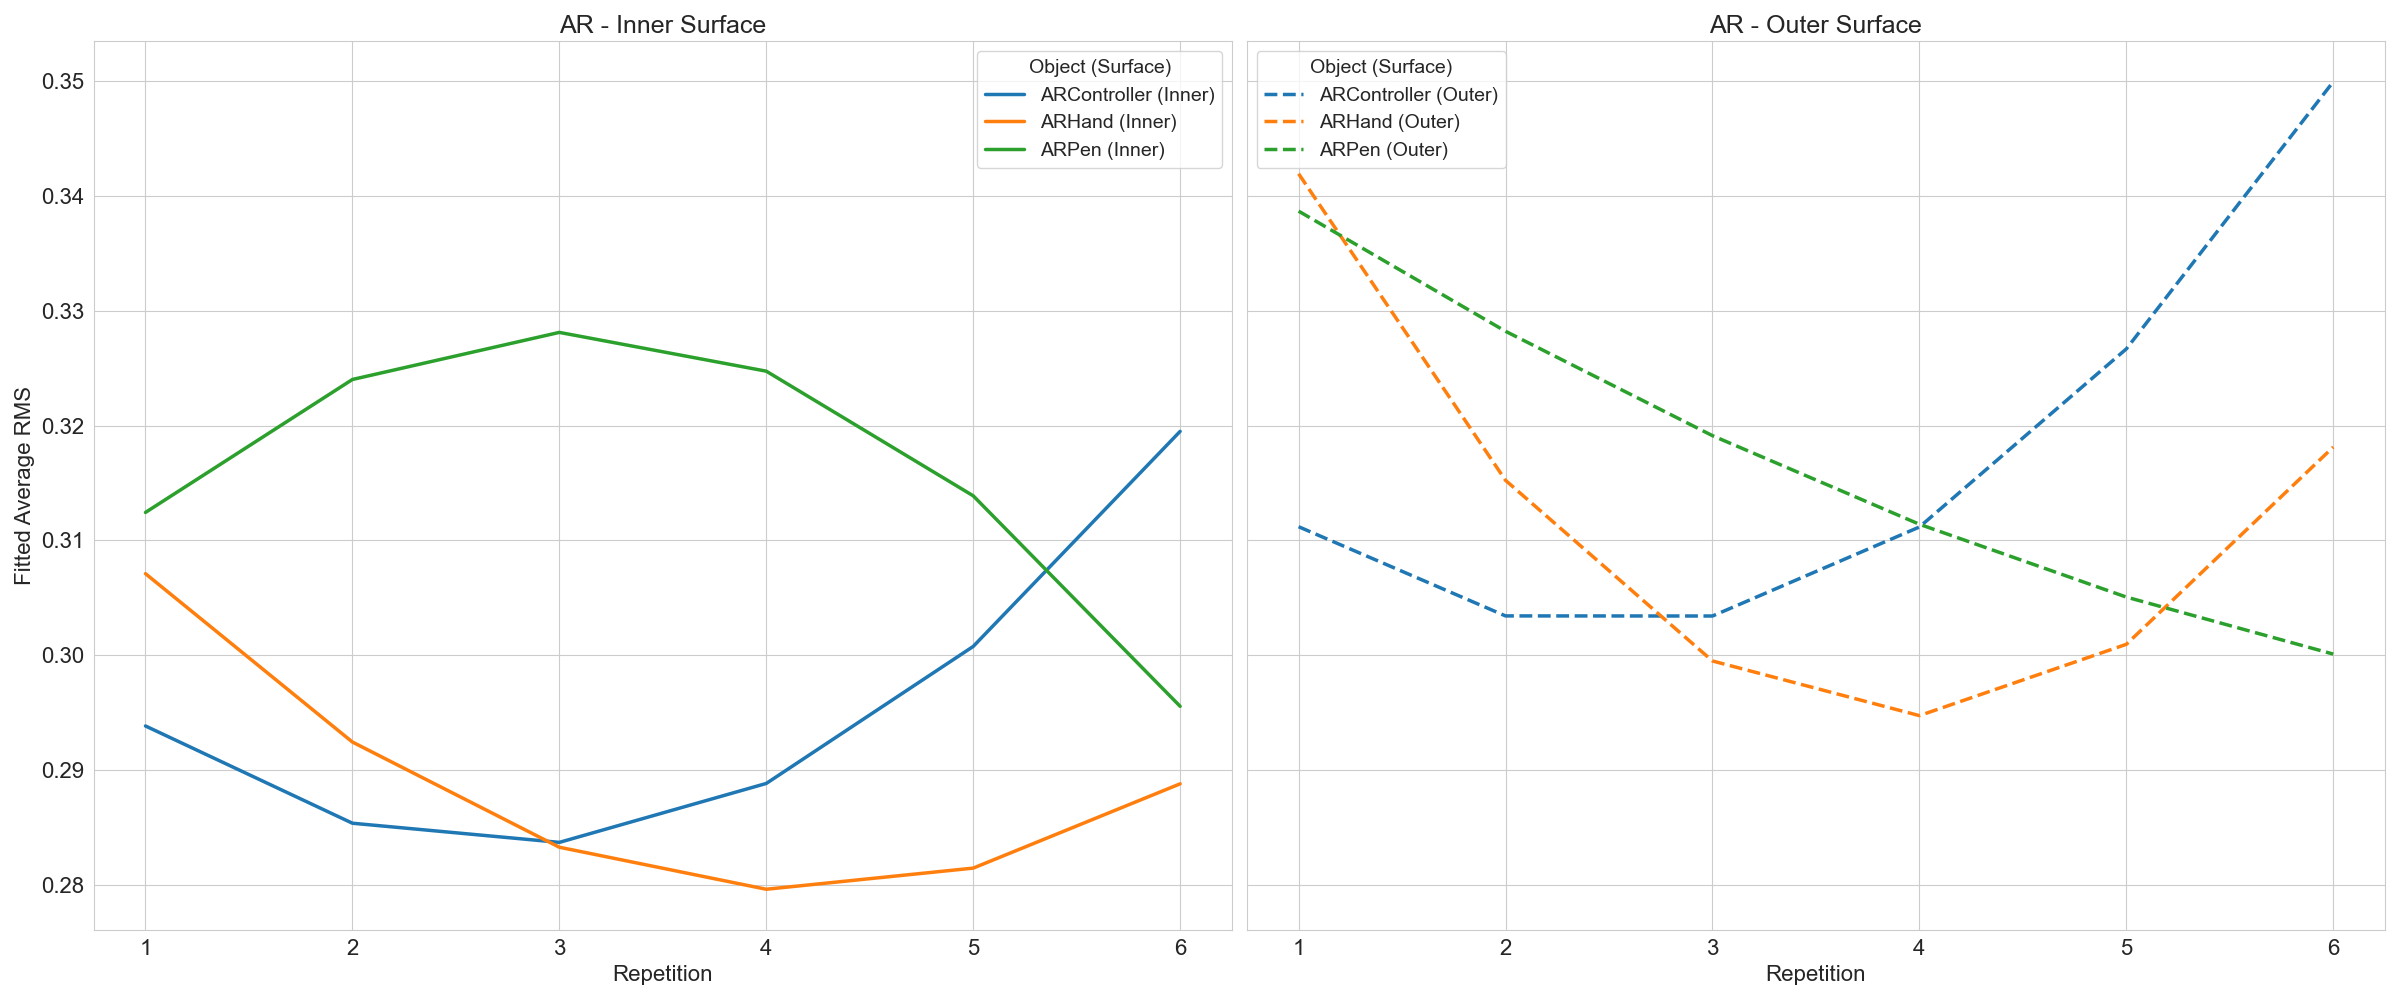 AR - Inner Surface
AR - Outer Surface
Fitted Average RMS
0.35
0.34
0.33
0.32
0.31
0.30
0.29
0.28
Object (Surface)
ARController (Inner)
ARHand (Inner)
ARPen (Inner)
Object (Surface)
ARController (Outer)
ARHand (Outer)
ARPen (Outer)
1 2 3 4 5 6
Repetition
1 2 3 4 5 6
Repetition